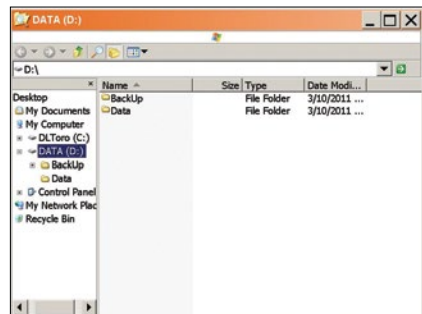 DATA (D:)
D:\
Name Size Type Date Modi...
BackUp File Folder 3/10/2011 ...
Data File Folder 3/10/2011 ...
Desktop
My Documents
My Computer
DLToro (C:)
DATA (D:)
BackUp
Data
Control Panel
My Network Plac
Recycle Bin